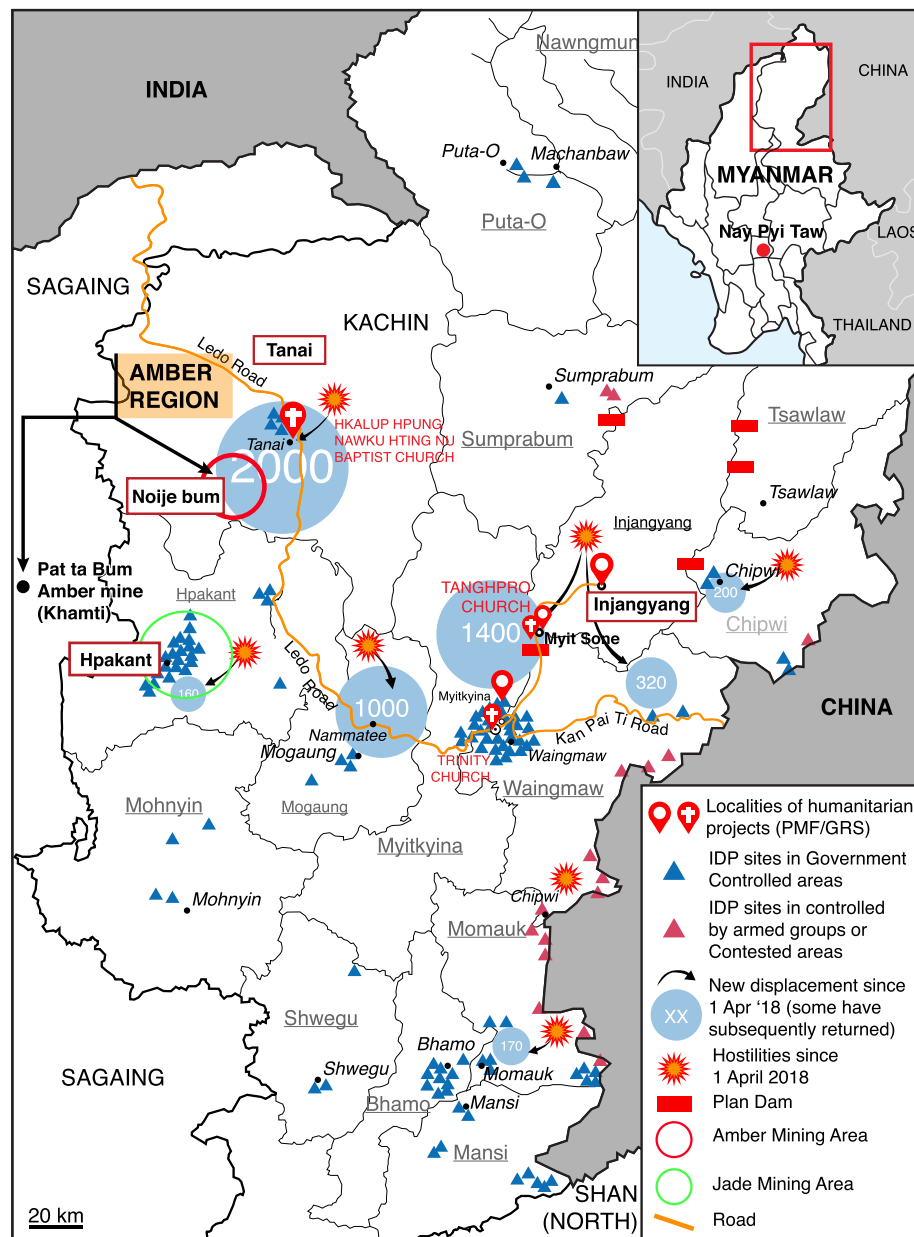 Nawngmun
INDIA
Puta-O
Machanbaw
Puta-O
INDIA
CHINA
MYANMAR
Nay Pyi Taw
LAOS
THAILAND
SAGAING
KACHIN
Ledo Road
Tanai
AMBER
REGION
Sumprabum
Tsawlaw
HKALUP HPUNG
NAWKU HTING NU
BAPTIST CHURCH
Tanai
2000
Sumprabum
Noije bum
Tsawlaw
Injangyang
Pat ta Bum
Amber mine
(Khamti)
Hpakant
TANGHPRO
CHURCH
Chipwi
200
Injangyang
Chipwi
1400
Myit Sone
Hpakant
160
Ledo Road
320
Myitkyina
1000
CHINA
Nammatee
Kan Pai Ti Road
Mogaung
Waingmaw
TRINITY
CHURCH
Mogaung
Waingmaw
Mohnyin
Myitkyina
Mohnyin
Chipwi
Momauk
Shwegu
Bhamo
170
Shwegu
Momauk
SAGAING
Bhamo
Mansi
Mansi
SHAN
(NORTH)
20 km
Localities of humanitarian
projects (PMF/GRS)
IDP sites in Government
Controlled areas
IDP sites in controlled
by armed groups or
Contested areas
New displacement since
1 Apr ‘18 (some have
subsequently returned)
XX
Hostilities since
1 April 2018
Plan Dam
Amber Mining Area
Jade Mining Area
Road